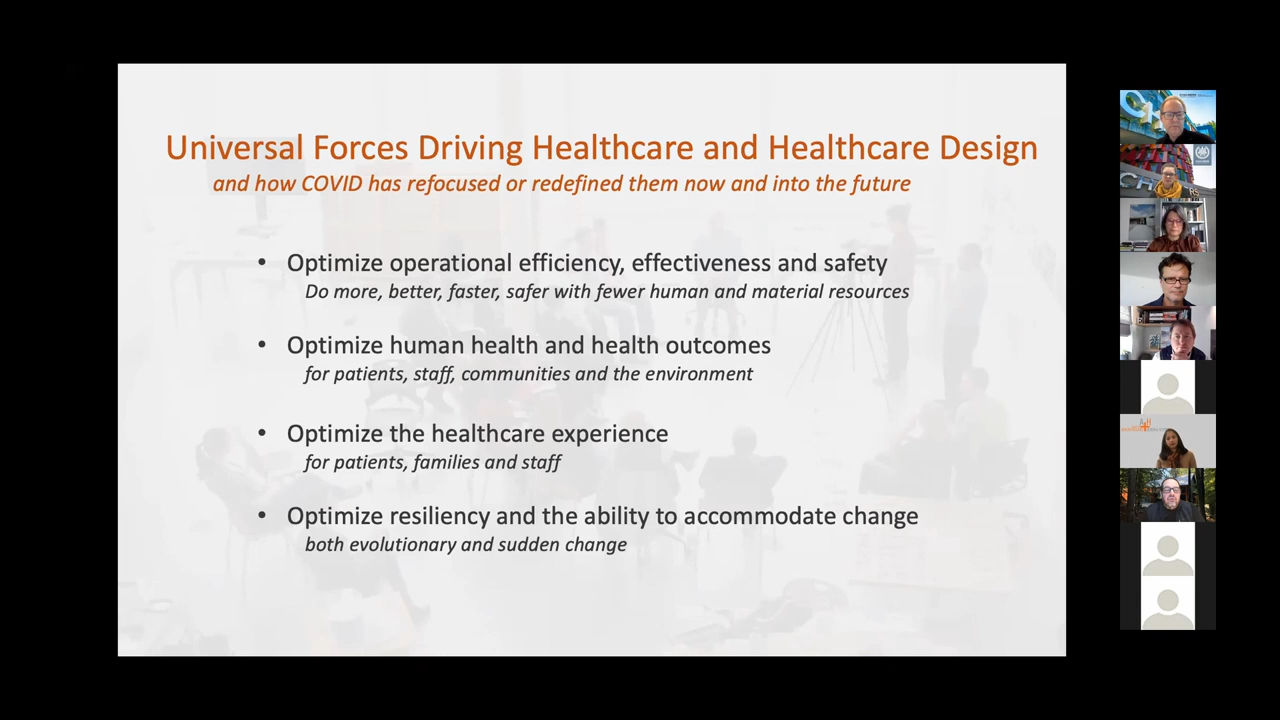 Universal Forces Driving Healthcare and Healthcare Design
and how COVID has refocused or redefined them now and into the future
• Optimize operational efficiency, effectiveness and safety
Do more, better, faster, safer with fewer human and material resources
• Optimize human health and health outcomes
for patients, staff, communities and the environment
• Optimize the healthcare experience
for patients, families and staff
• Optimize resiliency and the ability to accommodate change
both evolutionary and sudden change